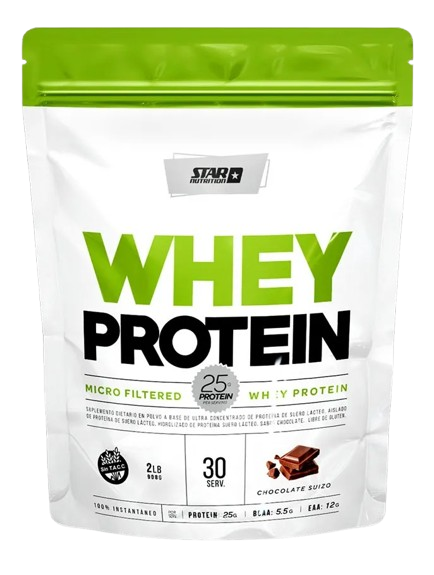 STAR
NUTRITION
WHEY
PROTEIN
MICRO FILTERED
25g
PROTEIN
PER SERVING
WHEY PROTEIN
SUPLEMENTO DIETARIO EN POLVO A BASE DE ULTRA CONCENTRADO DE PROTEINA DE SUERO LACTEO, AISLADO
DE PROTEINA DE SUERO LACTEO, HIDROLIZADO DE PROTEINA SUERO LACTEO, SABOR CHOCOLATE. LIBRE DE GLUTEN.
Sin T.A.C.C.
2LB
908G
30
SERV.
CHOCOLATE SUIZO
100% INSTANTANEO
PROTEIN: 25G
BCAA: 5.5G
EAA: 12G